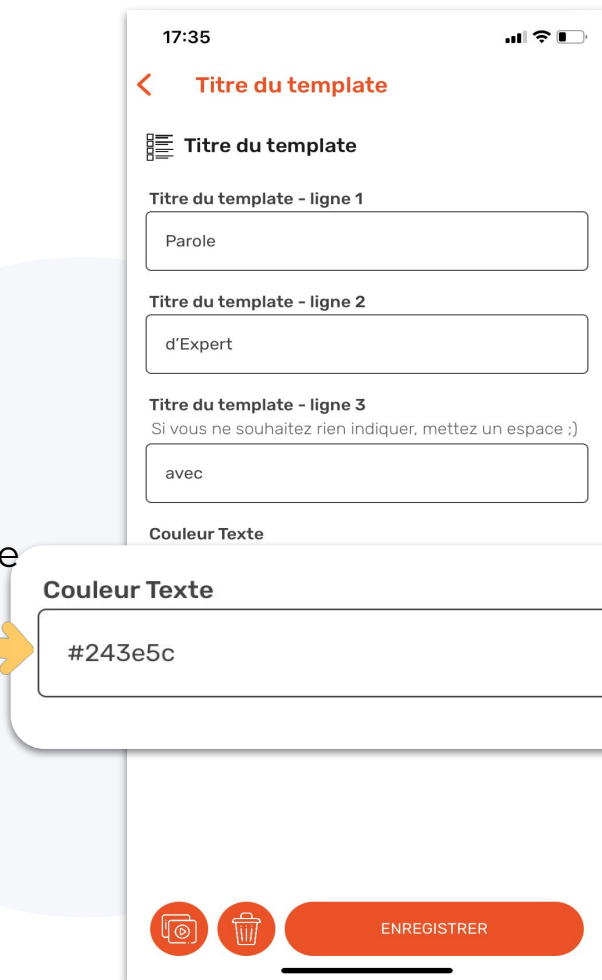 17:35
Titre du template
Titre du template
Titre du template - ligne 1
Parole
Titre du template - ligne 2
d'Expert
Titre du template - ligne 3
Si vous ne souhaitez rien indiquer, mettez un espace ;)
avec
Couleur Texte
e
Couleur Texte
#243e5c
ENREGISTRER